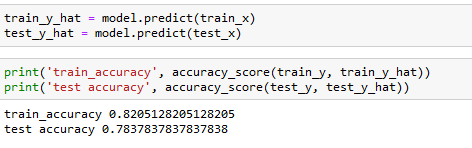 train_y_hat = model.predict(train_x)
test_y_hat = model.predict(test_x)
print('train_accuracy', accuracy_score(train_y, train_y_hat))
print('test accuracy', accuracy_score(test_y, test_y_hat))
train_accuracy 0.8205128205128205
test accuracy 0.7837837837837838